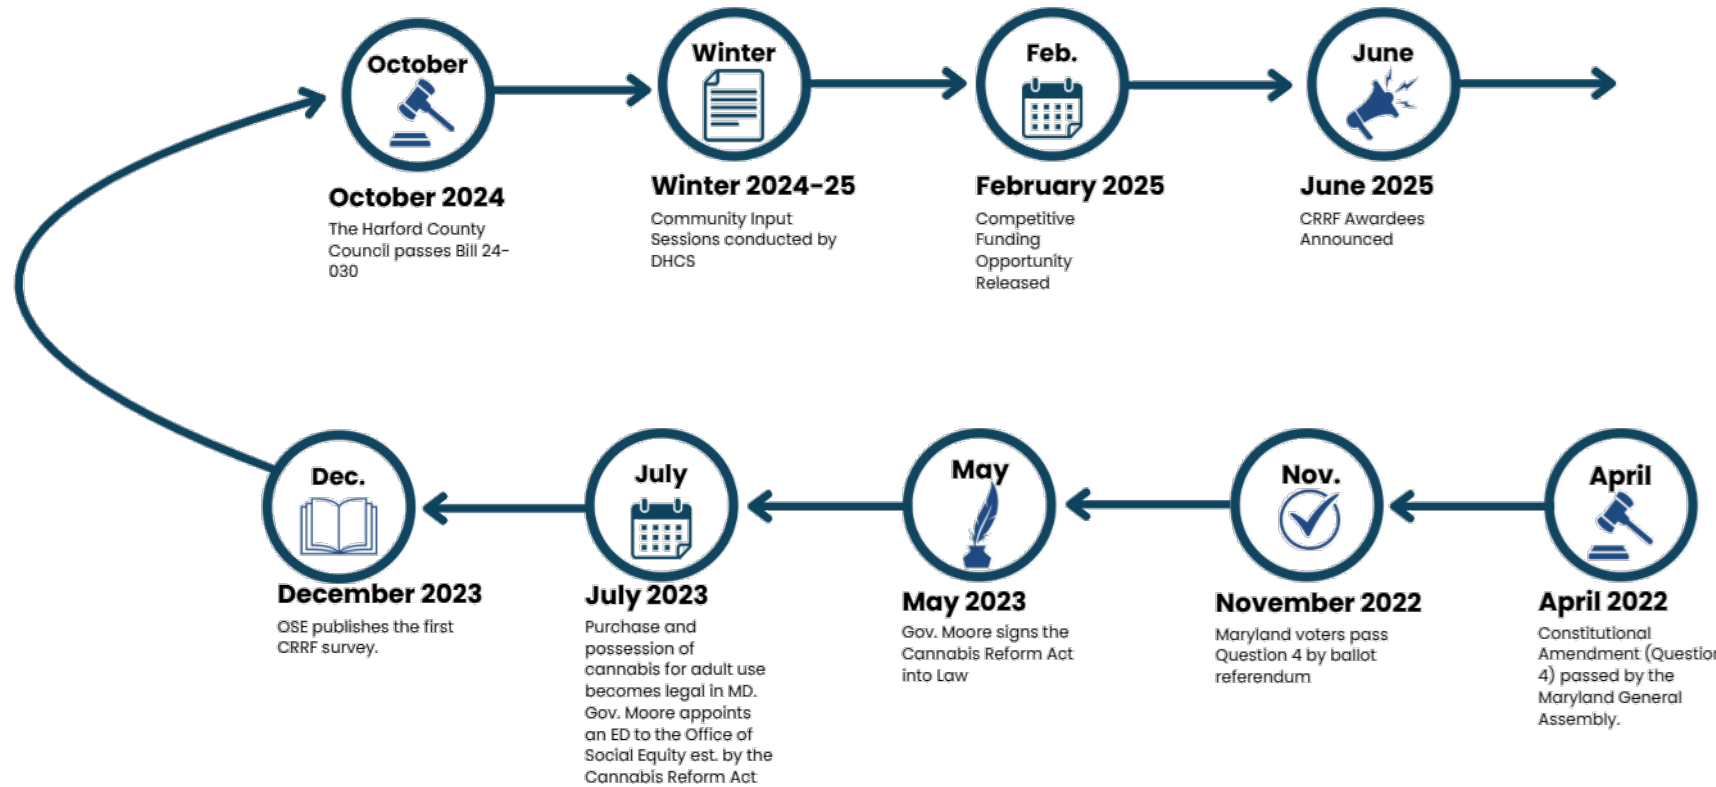 October
October 2024
The Harford County
Council passes Bill 24-
030
Winter
Winter 2024-25
Community Input
Sessions conducted by
DHCS
Feb.
February 2025
Competitive
Funding
Opportunity
Released
June
June 2025
CRRF Awardees
Announced
Dec.
December 2023
OSE publishes the first
CRRF survey.
July
July 2023
Purchase and
possession of
cannabis for adult use
becomes legal in MD.
Gov. Moore appoints
an ED to the Office of
Social Equity est. by the
Cannabis Reform Act
May
May 2023
Gov. Moore signs the
Cannabis Reform Act
into Law
Nov.
November 2022
Maryland voters pass
Question 4 by ballot
referendum
April
April 2022
Constitutional
Amendment (Question
4) passed by the
Maryland General
Assembly.